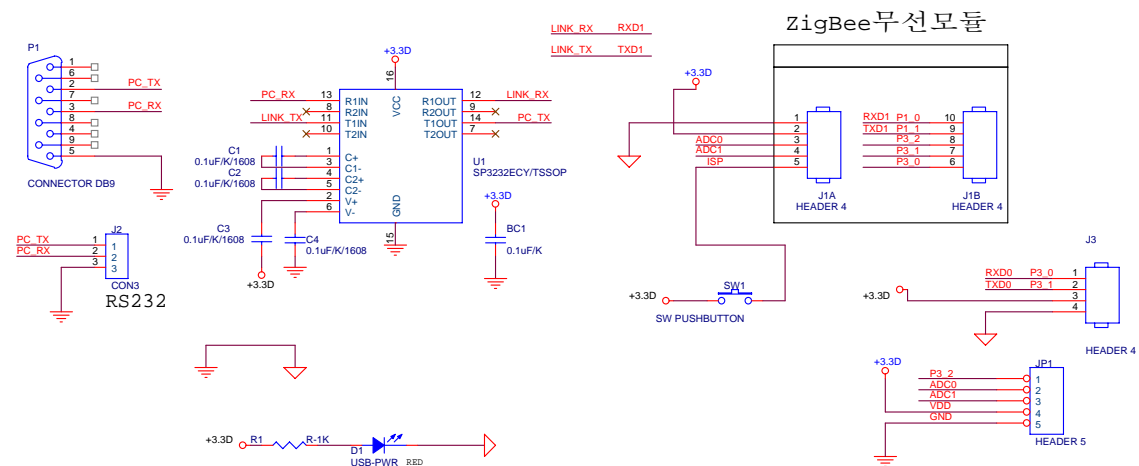 ZigBee무선모듈
LINK_RX RXD1
LINK_TX TXD1
P1
1
6
2
7
3
8
4
9
5
PC_TX
PC_RX
CONNECTOR DB9
+3.3D
16
PC_RX 13 R1IN R1OUT 12 LINK_RX
8 R2IN R2OUT 9
LINK_TX 11 T1IN T1OUT 14 PC_TX
10 T2IN T2OUT 7
VCC
C1 1 C+
0.1uF/K/1608 3 C1-
C2 4 C2+
0.1uF/K/1608 5 C2-
2 V+
6 V-
GND
15
U1
SP3232ECY/TSSOP
C3
0.1uF/K/1608
C4
0.1uF/K/1608
+3.3D
+3.3D
BC1
0.1uF/K
J2
PC_TX 1 1
PC_RX 2 2
3 3
CON3
RS232
+3.3D
1
2
ADC0 3
ADC1 4
ISP 5
J1A
HEADER 4
RXD1 P1_0 10
TXD1 P1_1 9
P3_2 8
P3_1 7
P3_0 6
J1B
HEADER 4
+3.3D SW1
SW PUSHBUTTON
J3
RXD0 P3_0 1
TXD0 P3_1 2
+3.3D 3
4
HEADER 4
+3.3D
JP1
P3_2 1
ADC0 2
ADC1 3
VDD 4
GND 5
HEADER 5
+3.3D R1 R-1K D1
USB-PWR RED